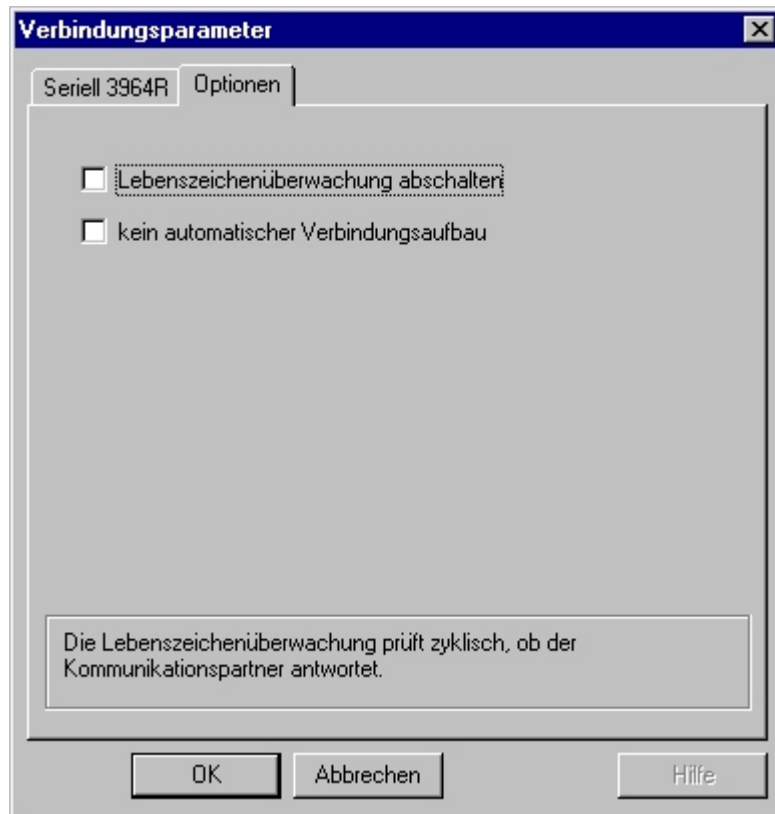 Verbindungsparameter
Seriell 3964R
Optionen
Lebenszeichenüberwachung abschalten
kein automatischer Verbindungsaufbau
Die Lebenszeichenüberwachung prüft zyklisch, ob der
Kommunikationspartner antwortet.
OK
Abbrechen
Hilfe